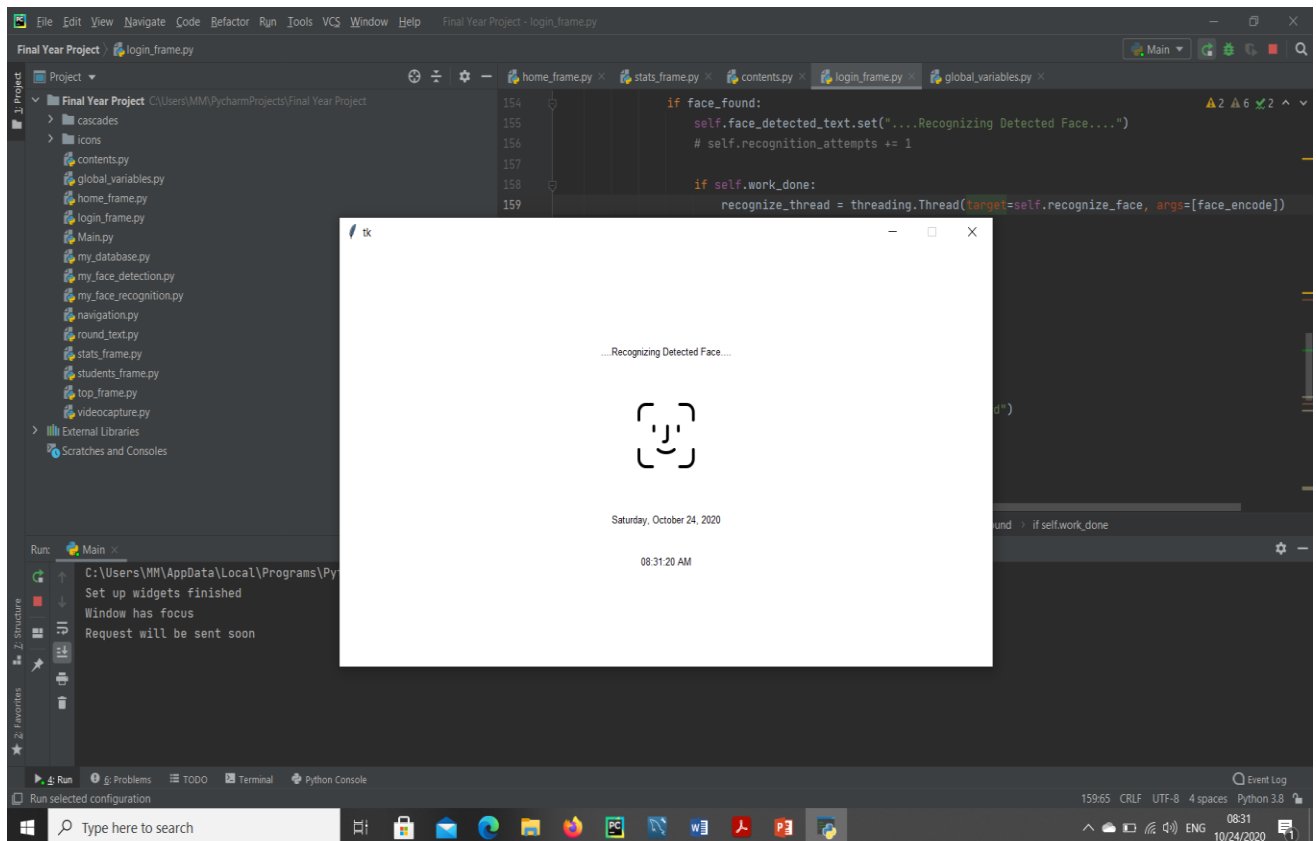 File Edit View Navigate Code Refactor Run Tools VCS Window Help Final Year Project - login_frame.py
Final Year Project login_frame.py Main
1: Project
Project
home_frame.py stats_frame.py contents.py login_frame.py global_variables.py
Final Year Project C:\Users\MM\PycharmProjects\Final Year Project
cascades
icons
contents.py
global_variables.py
home_frame.py
login_frame.py
Main.py
my_database.py
my_face_detection.py
my_face_recognition.py
navigation.py
round_text.py
stats_frame.py
students_frame.py
top_frame.py
videocapture.py
External Libraries
Scratches and Consoles
154 if face_found:
155 self.face_detected_text.set("....Recognizing Detected Face....")
156 # self.recognition_attempts += 1
157
158 if self.work_done:
159 recognize_thread = threading.Thread(target=self.recognize_face, args=[face_encode])
2 6 2
d")
und if self.work_done
tk
....Recognizing Detected Face....
Saturday, October 24, 2020
08:31:20 AM
Run: Main
C:\Users\MM\AppData\Local\Programs\Py
Set up widgets finished
Window has focus
Request will be sent soon
Z: Structure
2: Favorites
4: Run 6: Problems TODO Terminal Python Console Event Log
Run selected configuration 159:65 CRLF UTF-8 4 spaces Python 3.8
Type here to search
ENG
08:31
10/24/2020
1